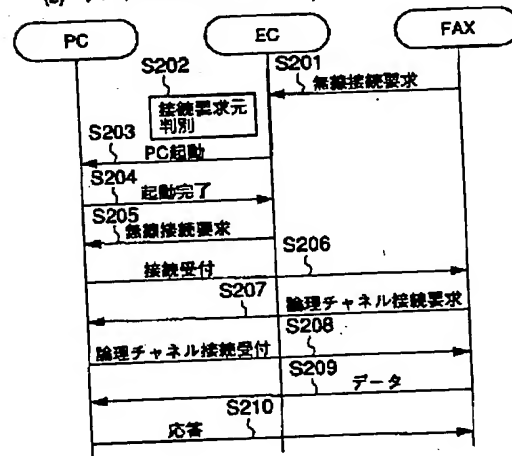 PC
EC
FAX
S201
無線接続要求
S202
接続要求元
判別
S203
PC起動
S204
起動完了
S205
無線接続要求
S206
接続受付
S207
論理チャネル接続要求
S208
論理チャネル接続受付
S209
データ
S210
応答